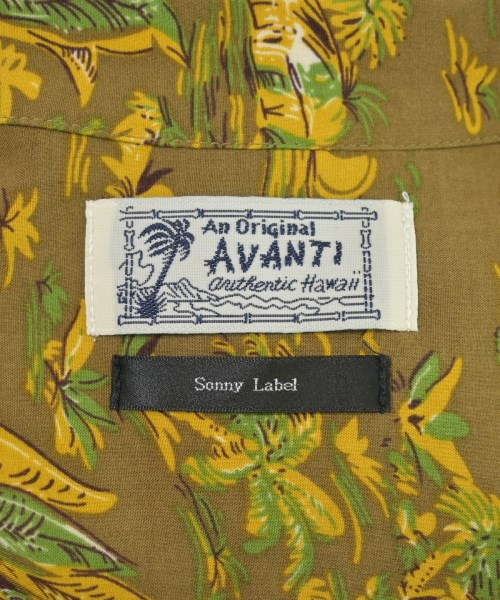 An Original
AVANTI
authentic Hawaii
Sonny Label